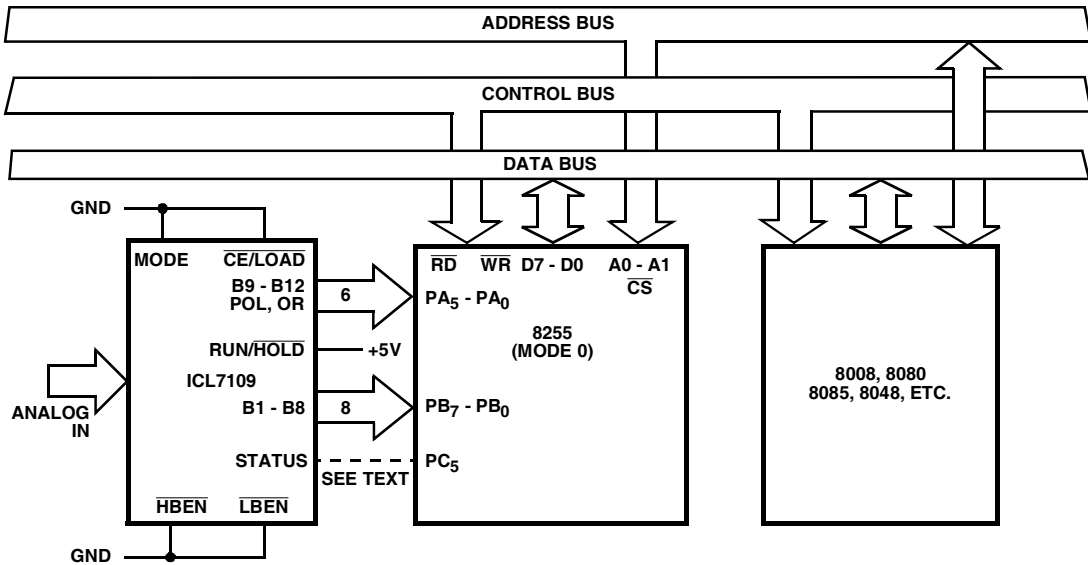 ADDRESS BUS
CONTROL BUS
DATA BUS
GND
MODE
CE/LOAD
B9 - B12
POL, OR
6
RUN/HOLD
+5V
ICL7109
B1 - B8
8
ANALOG
IN
STATUS
SEE TEXT
HBEN
LBEN
GND
RD
WR
D7 - D0
A0 - A1
CS
PA5 - PA0
8255
(MODE 0)
PB7 - PB0
PC5
8008, 8080
8085, 8048, ETC.